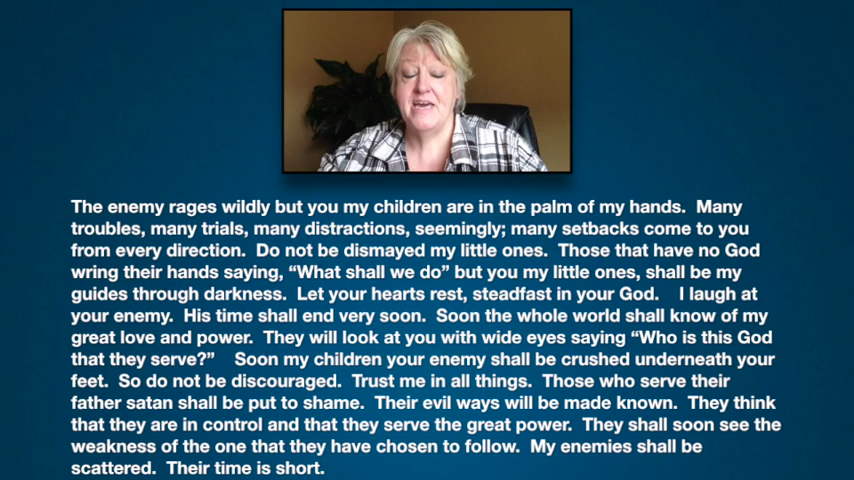 The enemy rages wildly but you my children are in the palm of my hands.  Many
troubles, many trials, many distractions, seemingly; many setbacks come to you
from every direction.  Do not be dismayed my little ones.  Those that have no God
wring their hands saying, “What shall we do” but you my little ones, shall be my
guides through darkness.  Let your hearts rest, steadfast in your God.    I laugh at
your enemy.  His time shall end very soon.  Soon the whole world shall know of my
great love and power.  They will look at you with wide eyes saying “Who is this God
that they serve?”    Soon my children your enemy shall be crushed underneath your
feet.  So do not be discouraged.  Trust me in all things.  Those who serve their
father satan shall be put to shame.  Their evil ways will be made known.  They think
that they are in control and that they serve the great power.  They shall soon see the
weakness of the one that they have chosen to follow.  My enemies shall be
scattered.  Their time is short.